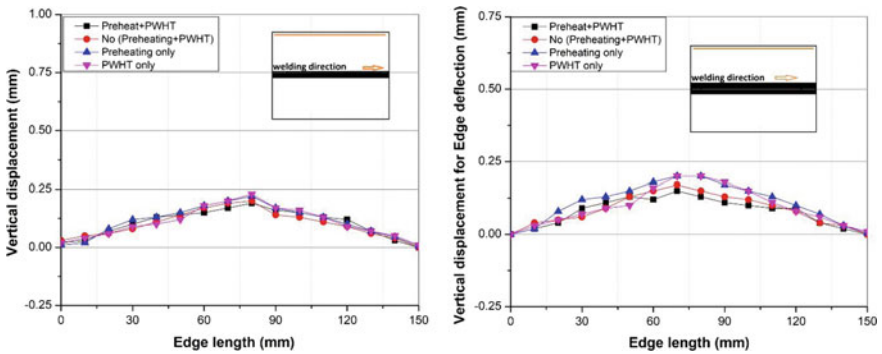 Vertical displacement (mm)
1.00
0.75
0.50
0.25
0.00
-0.25
Preheat+PWHT
No (Preheating+PWHT)
Preheating only
PWHT only
welding direction
0 30 60 90 120 150
Edge length (mm)
Vertical displacement for Edge deflection (mm)
0.75
0.50
0.25
0.00
-0.25
Preheat+PWHT
No (Preheating+PWHT)
Preheating only
PWHT only
welding direction
0 30 60 90 120 150
Edge length (mm)